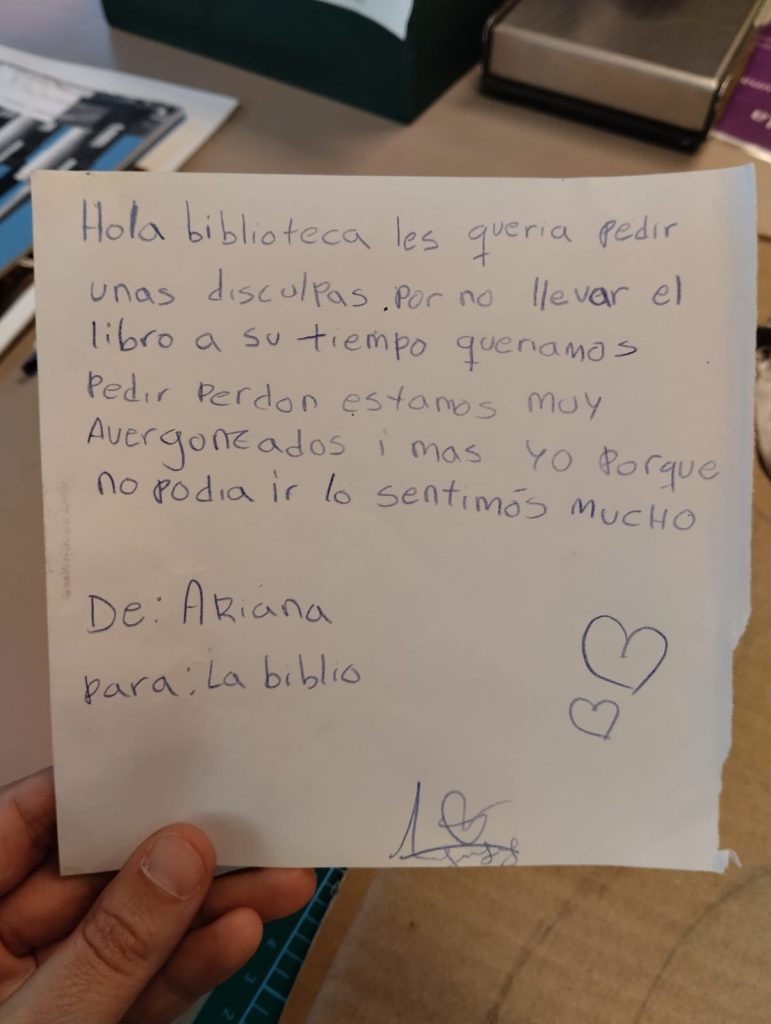 Hola biblioteca les queria pedir
unas disculpas.por no llevar el
libro a su tiempo queriamos
pedir perdon estamos muy
Avergonzados i mas yo porque
no podia ir lo sentimós MUCHO
De: ARiana
para: La biblio